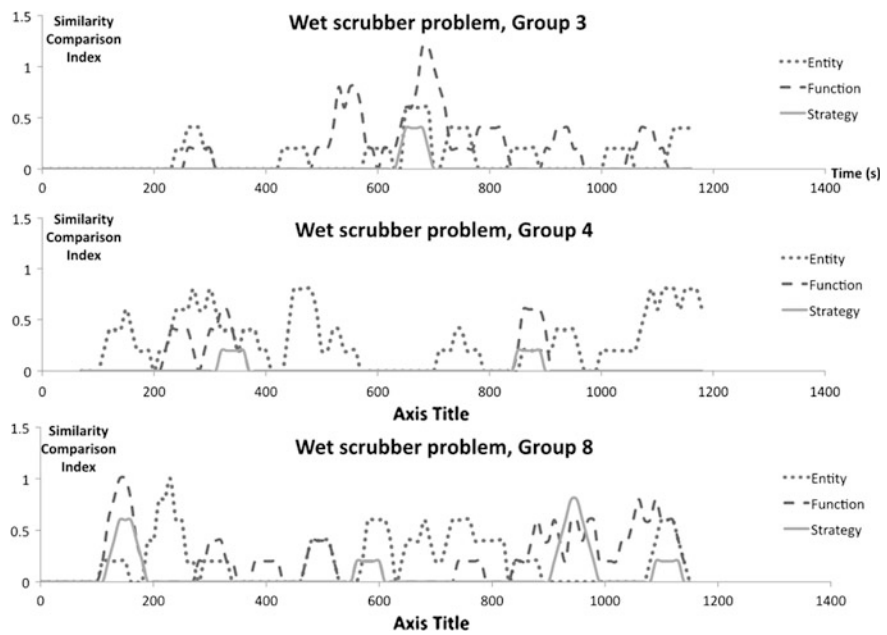 Similarity
Comparison
Index
Wet scrubber problem, Group 3
1.5
1
0.5
0
Entity
Function
Strategy
Time (s)
0 200 400 600 800 1000 1200 1400
Similarity
Comparison
Index
Wet scrubber problem, Group 4
1.5
1
0.5
0
Entity
Function
Strategy
0 200 400 600 800 1000 1200 1400
Axis Title
Similarity
Comparison
Index
Wet scrubber problem, Group 8
1.5
1
0.5
0
Entity
Function
Strategy
0 200 400 600 800 1000 1200 1400
Axis Title